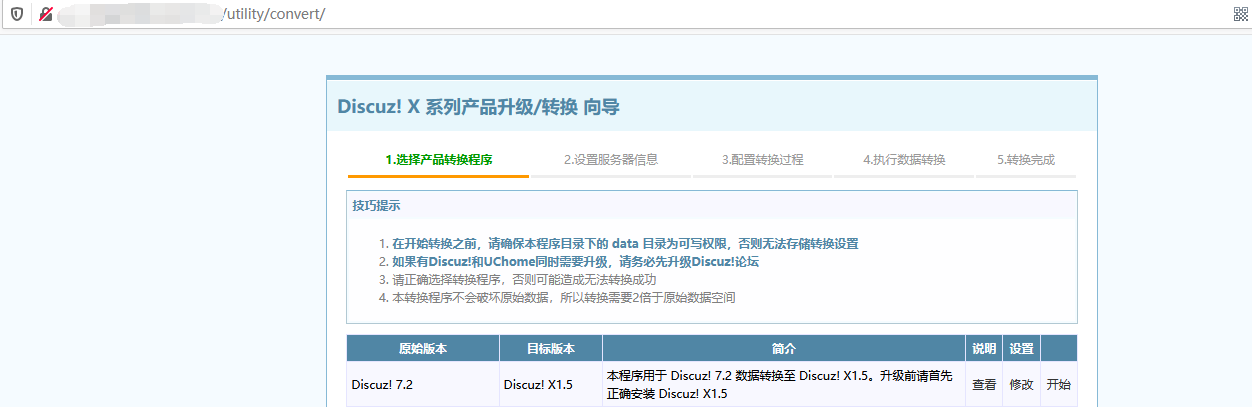 /utility/convert/
Discuz! X 系列产品升级/转换 向导
1.选择产品转换程序 2.设置服务器信息 3.配置转换过程 4.执行数据转换 5.转换完成
技巧提示
1. 在开始转换之前，请确保本程序目录下的 data 目录为可写权限，否则无法存储转换设置
2. 如果有Discuz!和UChome同时需要升级，请务必先升级Discuz!论坛
3. 请正确选择转换程序，否则可能造成无法转换成功
4. 本转换程序不会破坏原始数据，所以转换需要2倍于原始数据空间
原始版本 目标版本 简介 说明 设置
Discuz! 7.2 Discuz! X1.5 本程序用于 Discuz! 7.2 数据转换至 Discuz! X1.5。升级前请首先
正确安装 Discuz! X1.5 查看 修改 开始